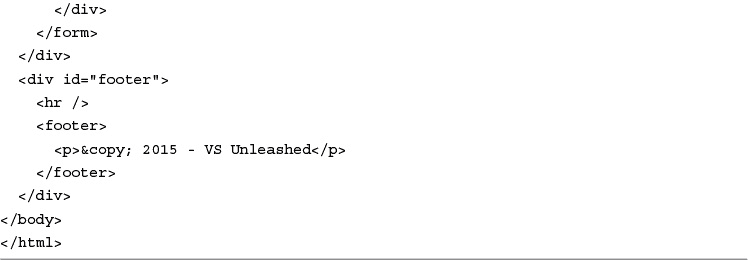 </div>
    </form>
  </div>
  <div id="footer">
    <hr />
    <footer>
      <p>&copy; 2015 - VS Unleashed</p>
    </footer>
  </div>
</body>
</html>